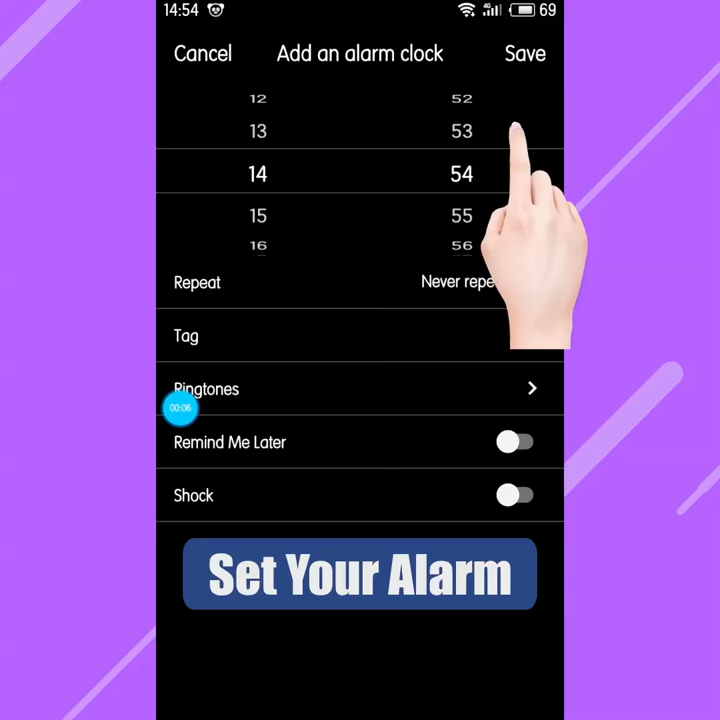 14:54 4G 69
Cancel Add an alarm clock Save
12 52
13 53
14 54
15 55
16 56
Repeat Never repe
Tag
Ringtones
00:06
Remind Me Later
Shock
Set Your Alarm